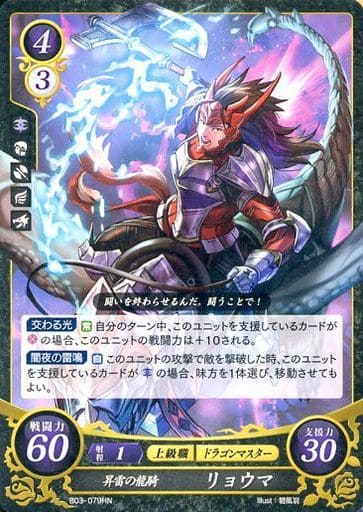 4
3
闘いを終わらせるんだ。闘うことで!
交わる光 常 自分のターン中、このユニットを支援しているカードが
の場合、このユニットの戦闘力は+10される。
闇夜の雷鳴 自 このユニットの攻撃で敵を撃破した時、このユニット
を支援しているカードが の場合、味方を1体選び、移動させても
よい。
戦闘力
60
射程 1
上級職
ドラゴンマスター
支援力
30
昇雷の龍騎 リョウマ
B03-079HN
Illust:碧風羽